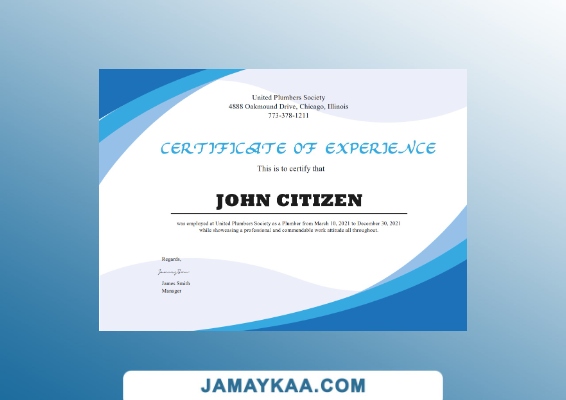 United Plumbers Society
4888 Oakmound Drive, Chicago, Illinois
773-378-1211
CERTIFICATE OF EXPERIENCE
This is to certify that
JOHN CITIZEN
was employed at United Plumbers Society as a Plumber from March 10, 2021 to December 30, 2021
while showcasing a professional and commendable work attitude all throughout.
Regards,
James Smith
Manager
JAMAYKAA.COM